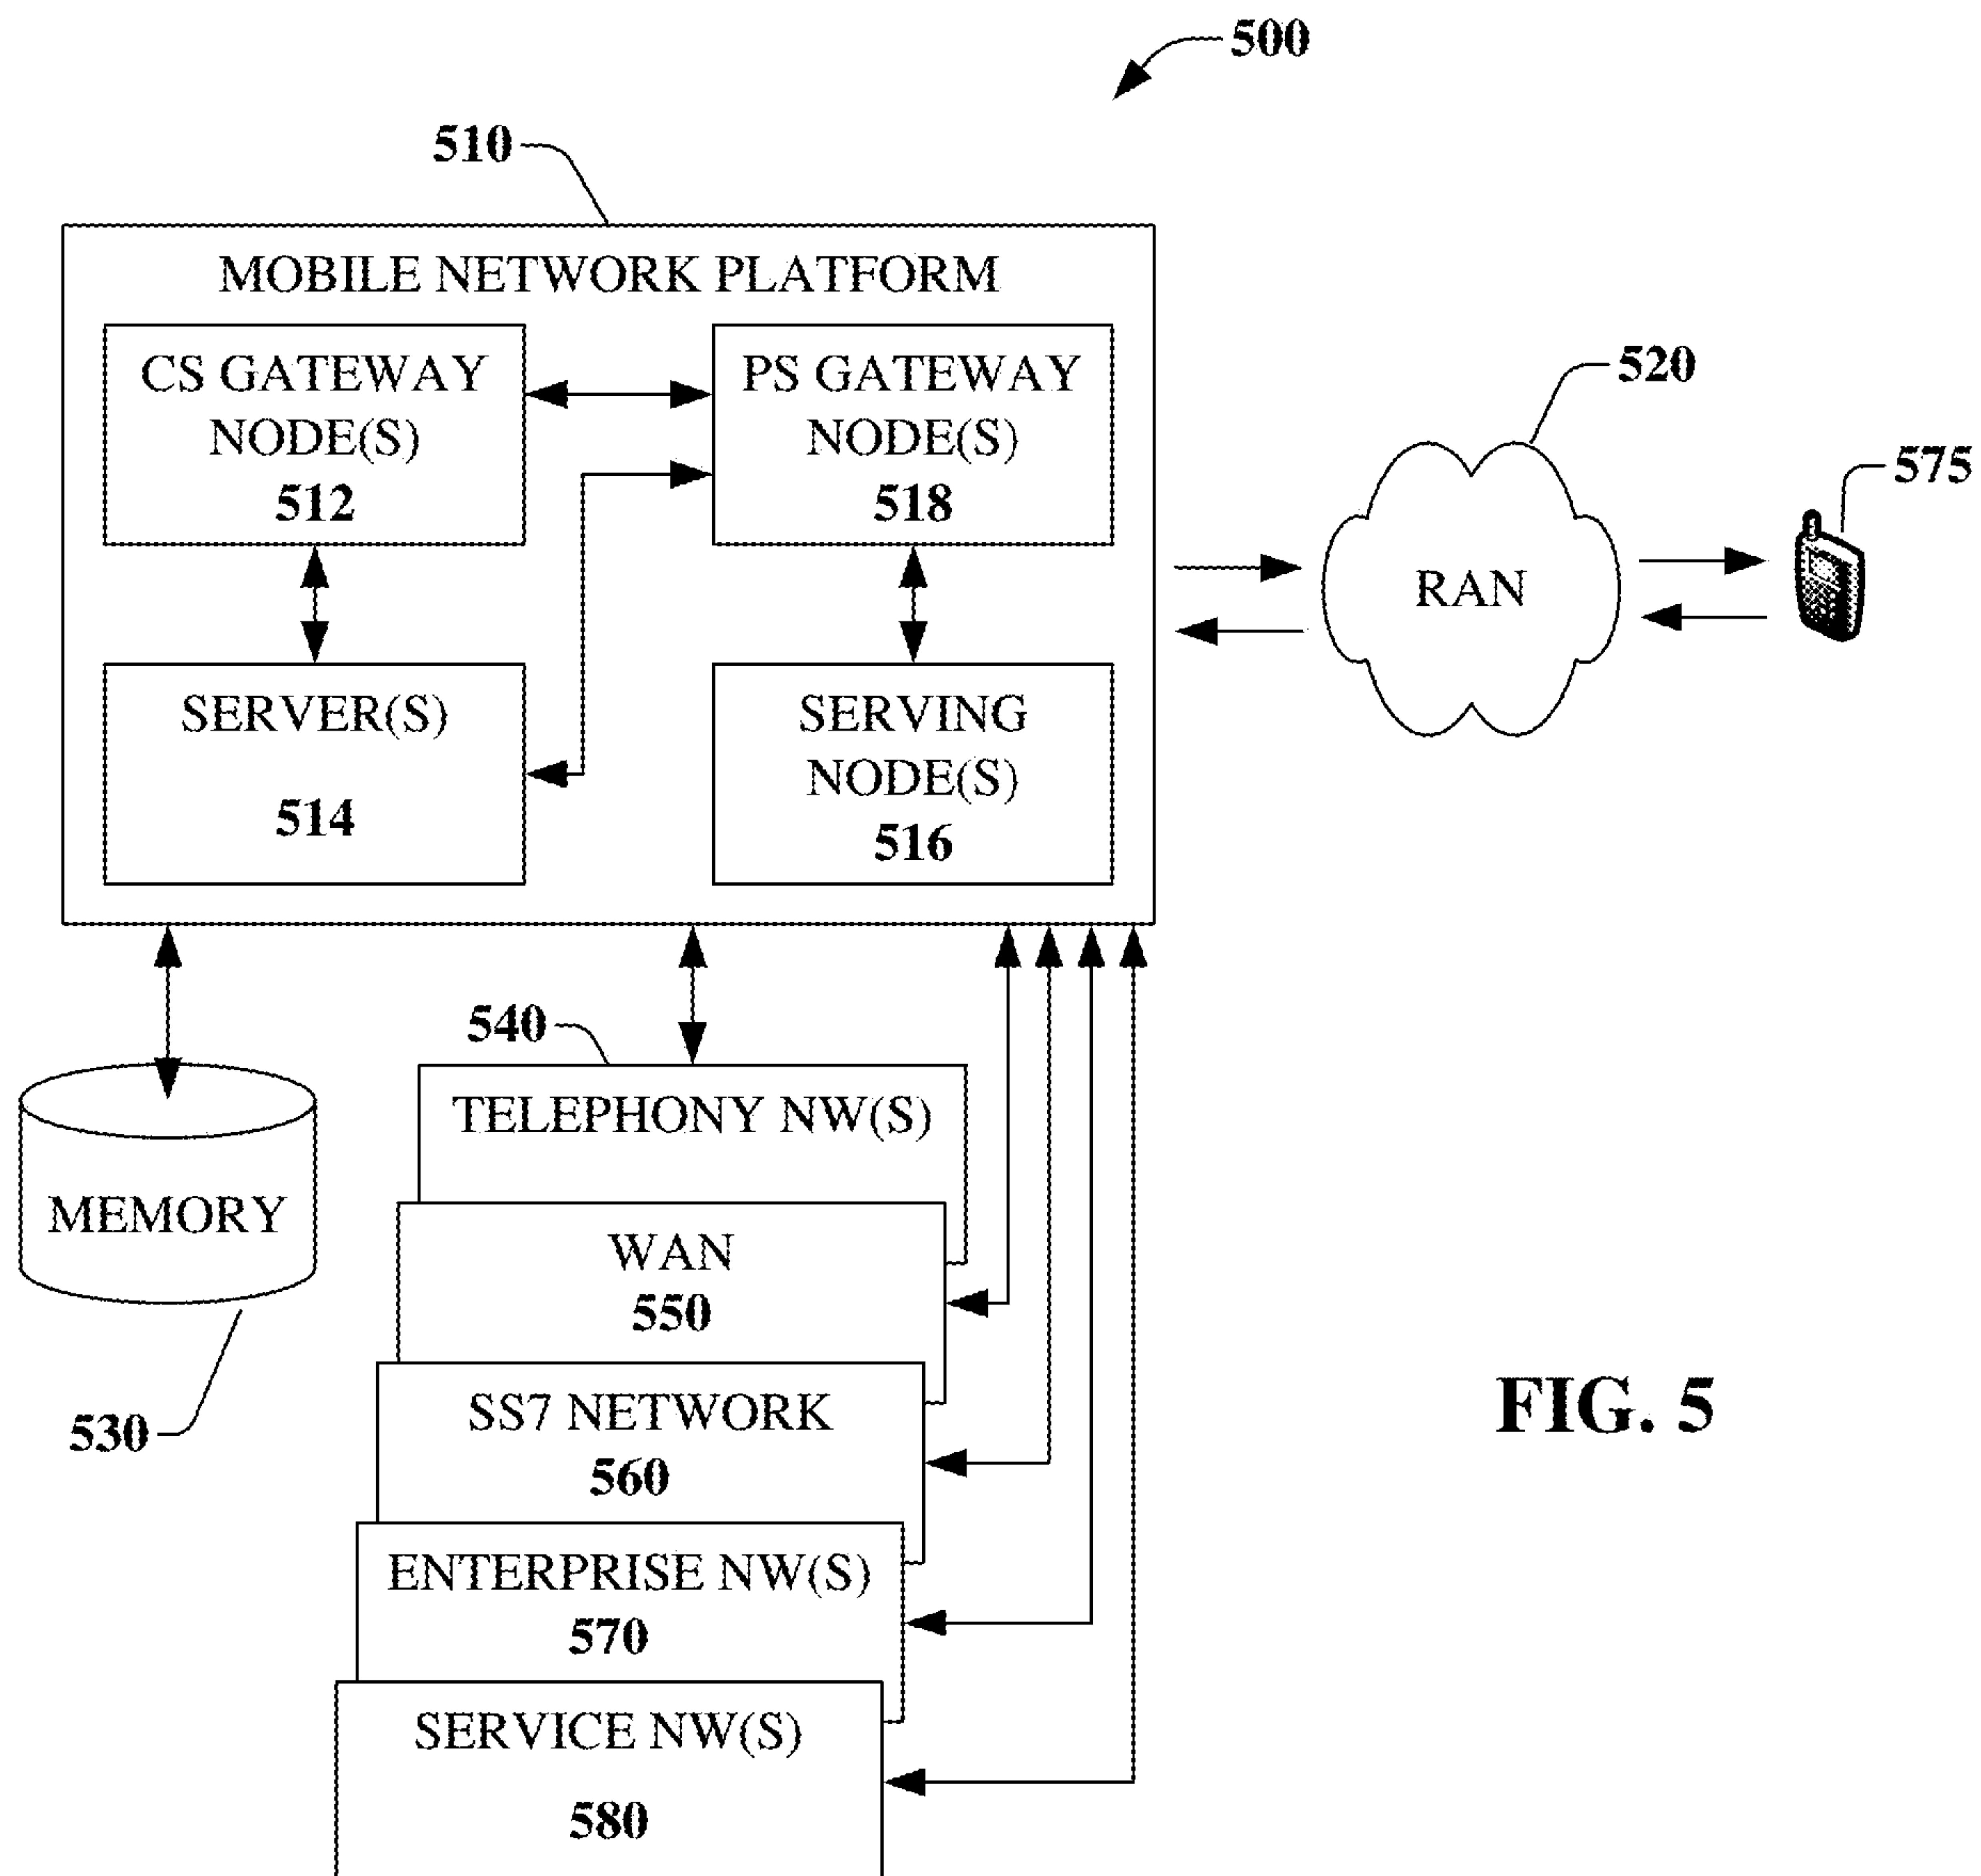 500
510
MOBILE NETWORK PLATFORM
CS GATEWAY
NODE(S)
512
PS GATEWAY
NODE(S)
518
SERVER(S)
514
SERVING
NODE(S)
516
520
RAN
575
540
TELEPHONY NW(S)
MEMORY
530
WAN
550
SS7 NETWORK
560
ENTERPRISE NW(S)
570
SERVICE NW(S)
580
FIG. 5